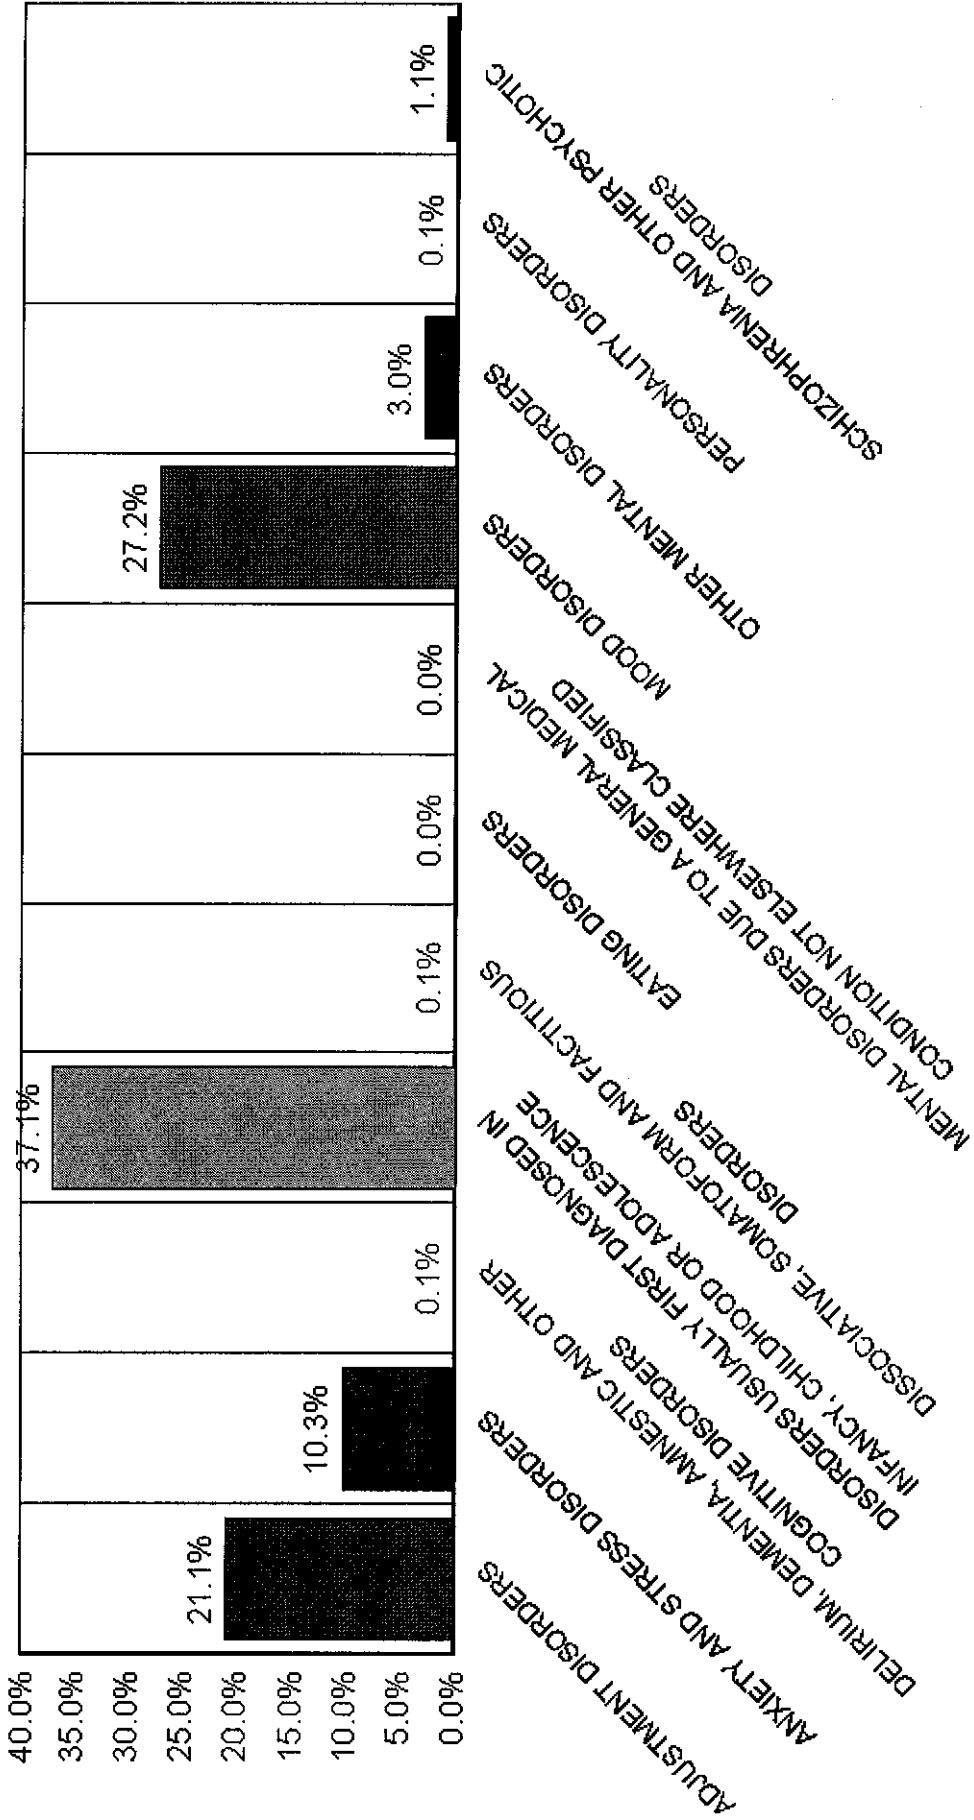 40.0%
35.0%
30.0%
25.0%
20.0%
15.0%
10.0%
5.0%
0.0%
21.1%
10.3%
0.1%
37.1%
0.1%
0.0%
0.0%
27.2%
3.0%
0.1%
1.1%
ADJUSTMENT DISORDERS
ANXIETY AND STRESS DISORDERS
DELIRIUM, DEMENTIA, AMNESTIC AND OTHER
COGNITIVE DISORDERS
DISORDERS USUALLY FIRST DIAGNOSED IN
INFANCY, CHILDHOOD OR ADOLESCENCE
DISSOCIATIVE, SOMATOFORM AND FACTITIOUS
DISORDERS
EATING DISORDERS
MENTAL DISORDERS DUE TO A GENERAL MEDICAL
CONDITION NOT ELSEWHERE CLASSIFIED
MOOD DISORDERS
OTHER MENTAL DISORDERS
PERSONALITY DISORDERS
SCHIZOPHRENIA AND OTHER PSYCHOTIC
DISORDERS